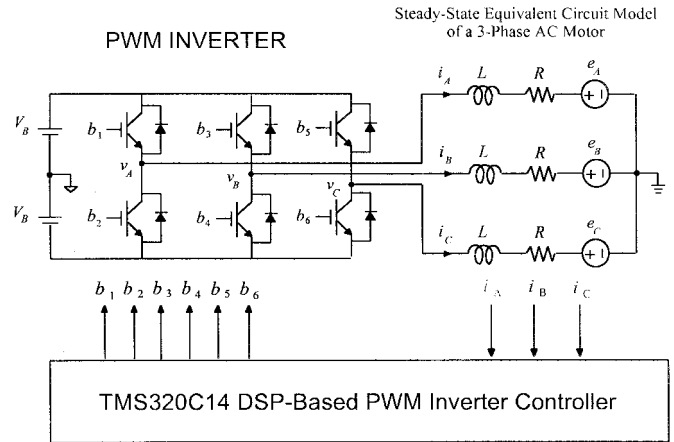 Steady-State Equivalent Circuit Model
of a 3-Phase AC Motor
PWM INVERTER
i_A L R e_A
V_B b_1 b_3 b_5
v_A i_B L R e_B
v_B
v_C
V_B b_2 b_4 b_6
i_C L R e_C
b_1 b_2 b_3 b_4 b_5 b_6
i_A i_B i_C
TMS320C14 DSP-Based PWM Inverter Controller